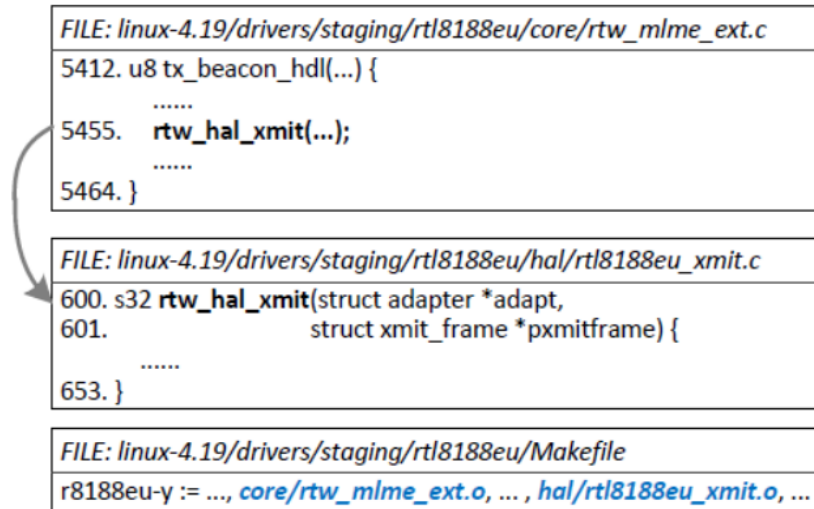 FILE: linux-4.19/drivers/staging/rtl8188eu/core/rtw_mlme_ext.c
5412. u8 tx_beacon_hdl(...) {
......
5455. rtw_hal_xmit(...);
......
5464. }
FILE: linux-4.19/drivers/staging/rtl8188eu/hal/rtl8188eu_xmit.c
600. s32 rtw_hal_xmit(struct adapter *adapt,
601. struct xmit_frame *pxmitframe) {
......
653. }
FILE: linux-4.19/drivers/staging/rtl8188eu/Makefile
r8188eu-y := ..., core/rtw_mlme_ext.o, ... , hal/rtl8188eu_xmit.o, ...